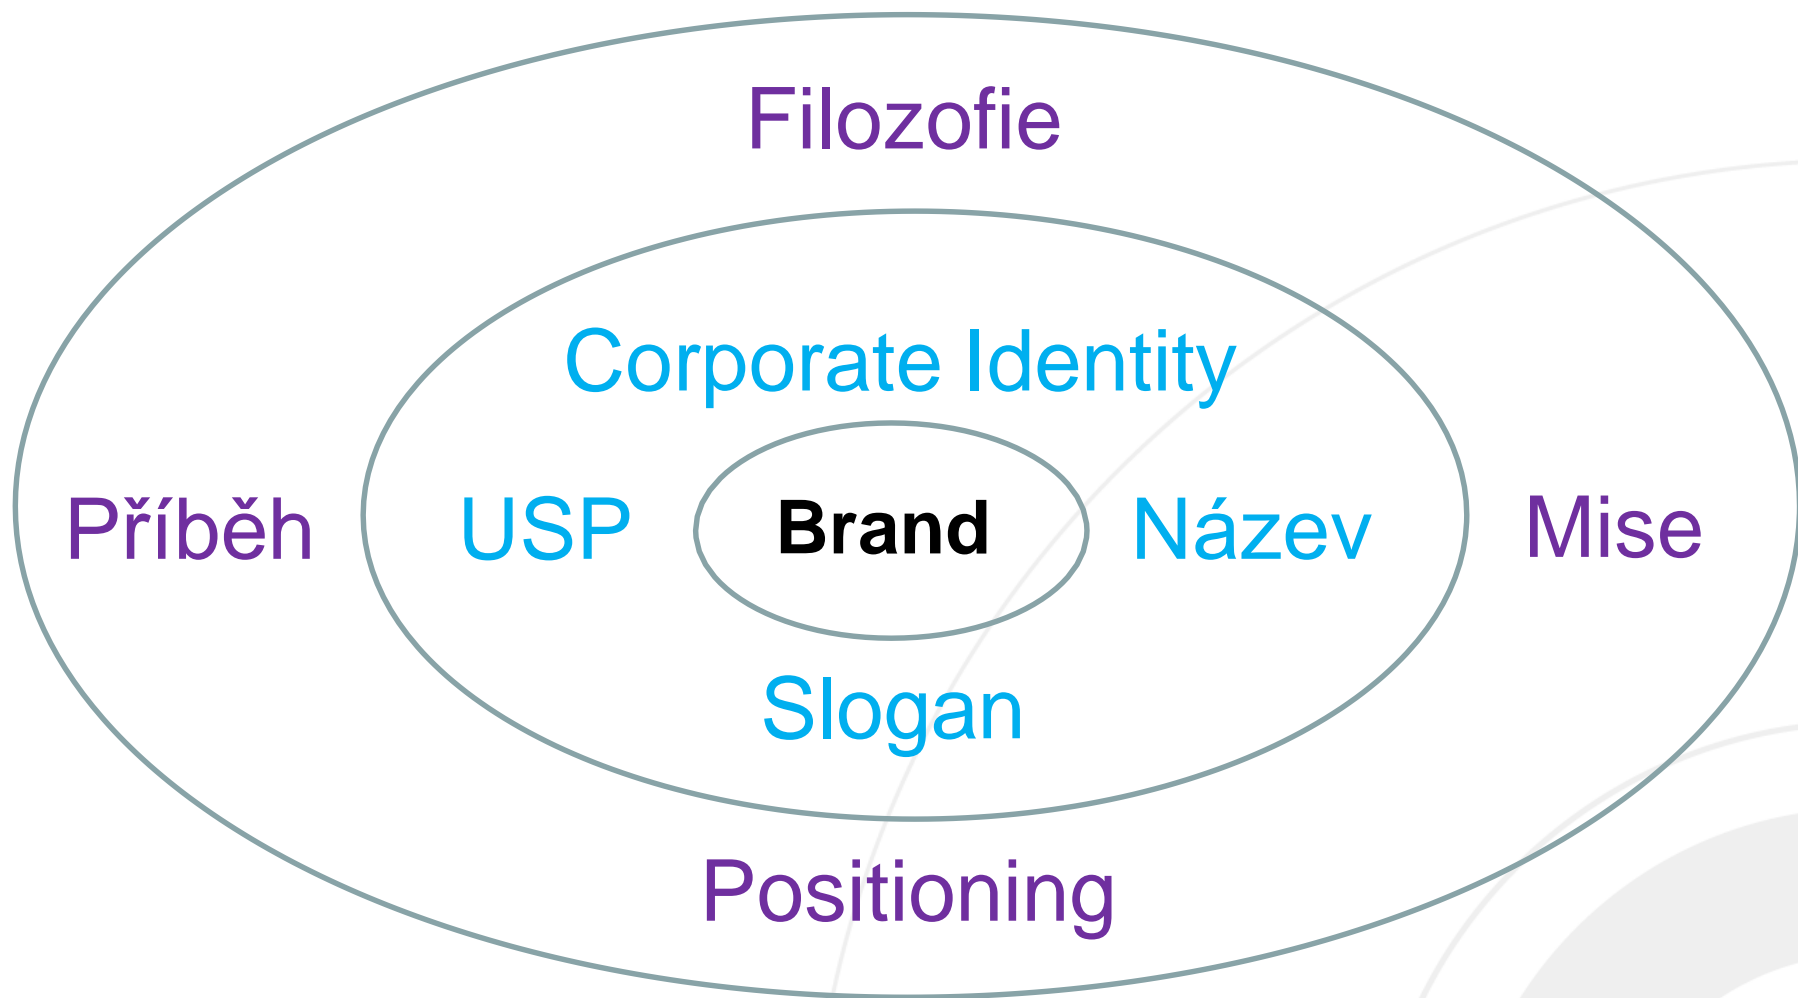 Filozofie
Corporate Identity
Příběh USP Brand Název Mise
Slogan
Positioning